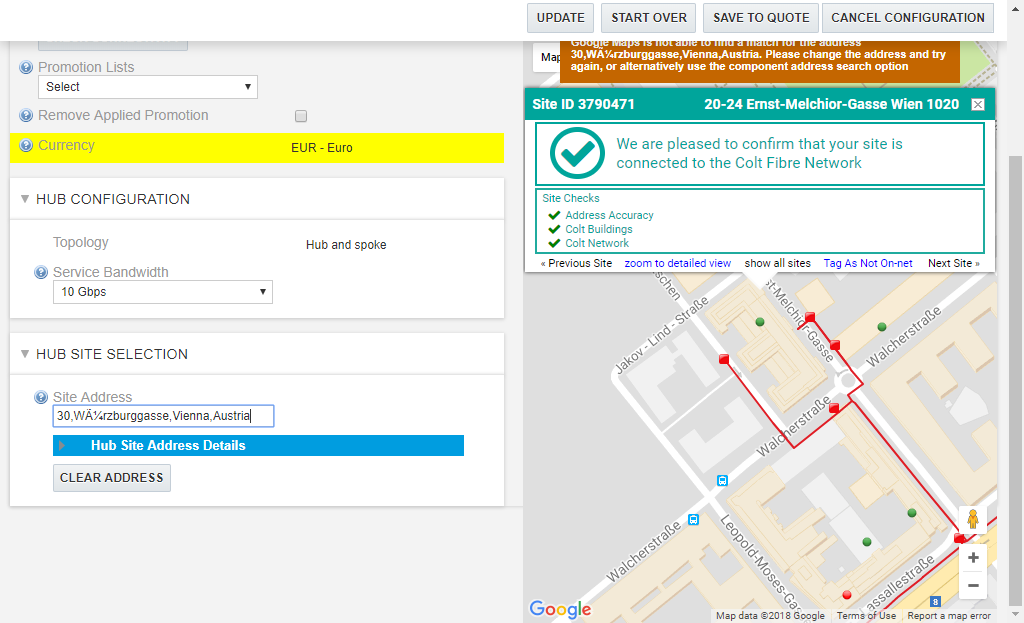 UPDATE
START OVER
SAVE TO QUOTE
CANCEL CONFIGURATION
Promotion Lists
Select
Remove Applied Promotion
Currency
EUR - Euro
HUB CONFIGURATION
Topology
Hub and spoke
Service Bandwidth
10 Gbps
HUB SITE SELECTION
Site Address
30,WÃ¼rzburggasse,Vienna,Austria
Hub Site Address Details
CLEAR ADDRESS
Map
Google Maps is not able to find a match for the address
30,WÃ¼rzburggasse,Vienna,Austria. Please change the address and try
again, or alternatively use the component address search option
Site ID 3790471
20-24 Ernst-Melchior-Gasse Wien 1020
We are pleased to confirm that your site is
connected to the Colt Fibre Network
Site Checks
Address Accuracy
Colt Buildings
Colt Network
« Previous Site
zoom to detailed view
show all sites
Tag As Not On-net
Next Site »
schen
Jakov - Lind - Straße
st-Melchior-Gasse
Walcherstraße
Walcherstraße
Walcherstraße
Leopold-Moses-Ga
assallestraße
8
Google
Map data ©2018 Google
Terms of Use
Report a map error